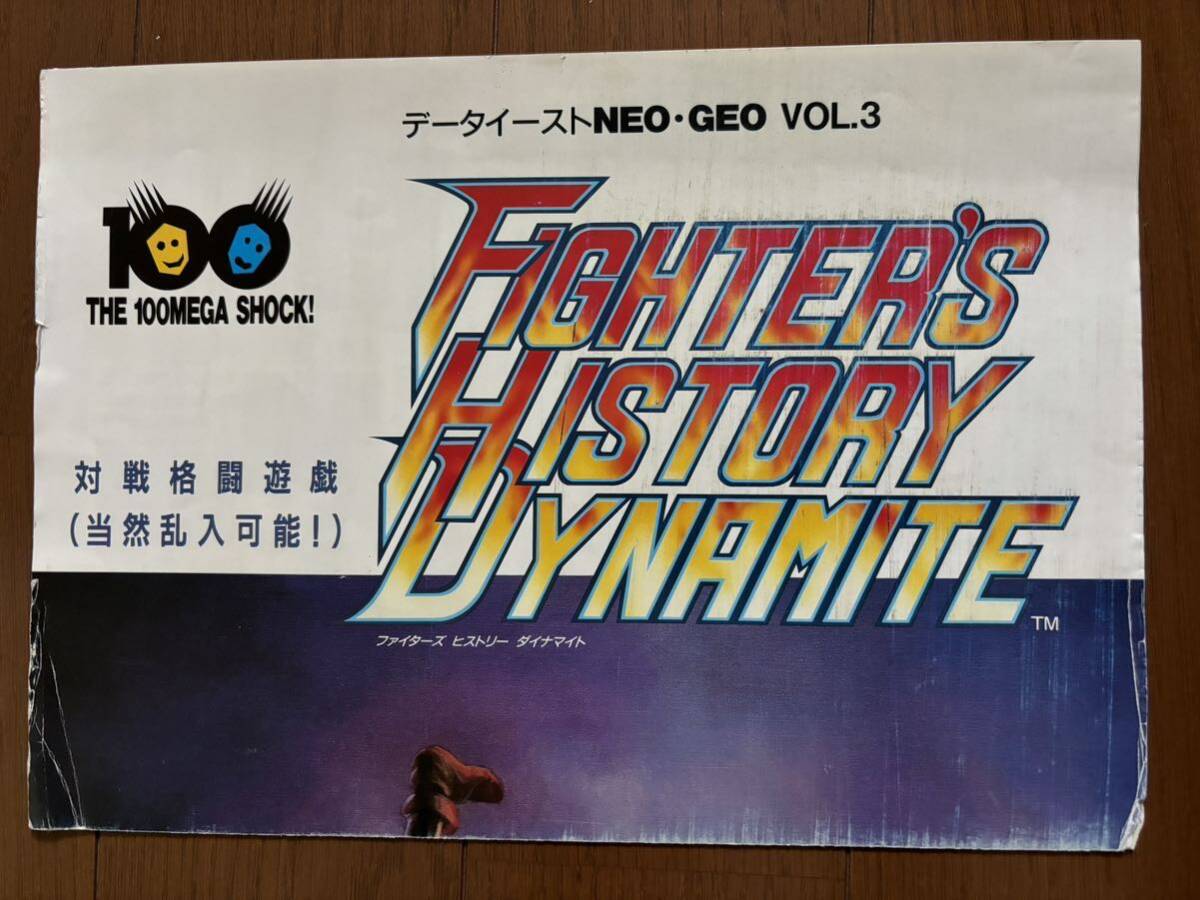 データイーストNEO・GEO VOL.3
100
THE 100MEGA SHOCK!
FIGHTER'S
HISTORY
DYNAMITE™
ファイターズ ヒストリー ダイナマイト
対戦格闘遊戯
(当然乱入可能!)